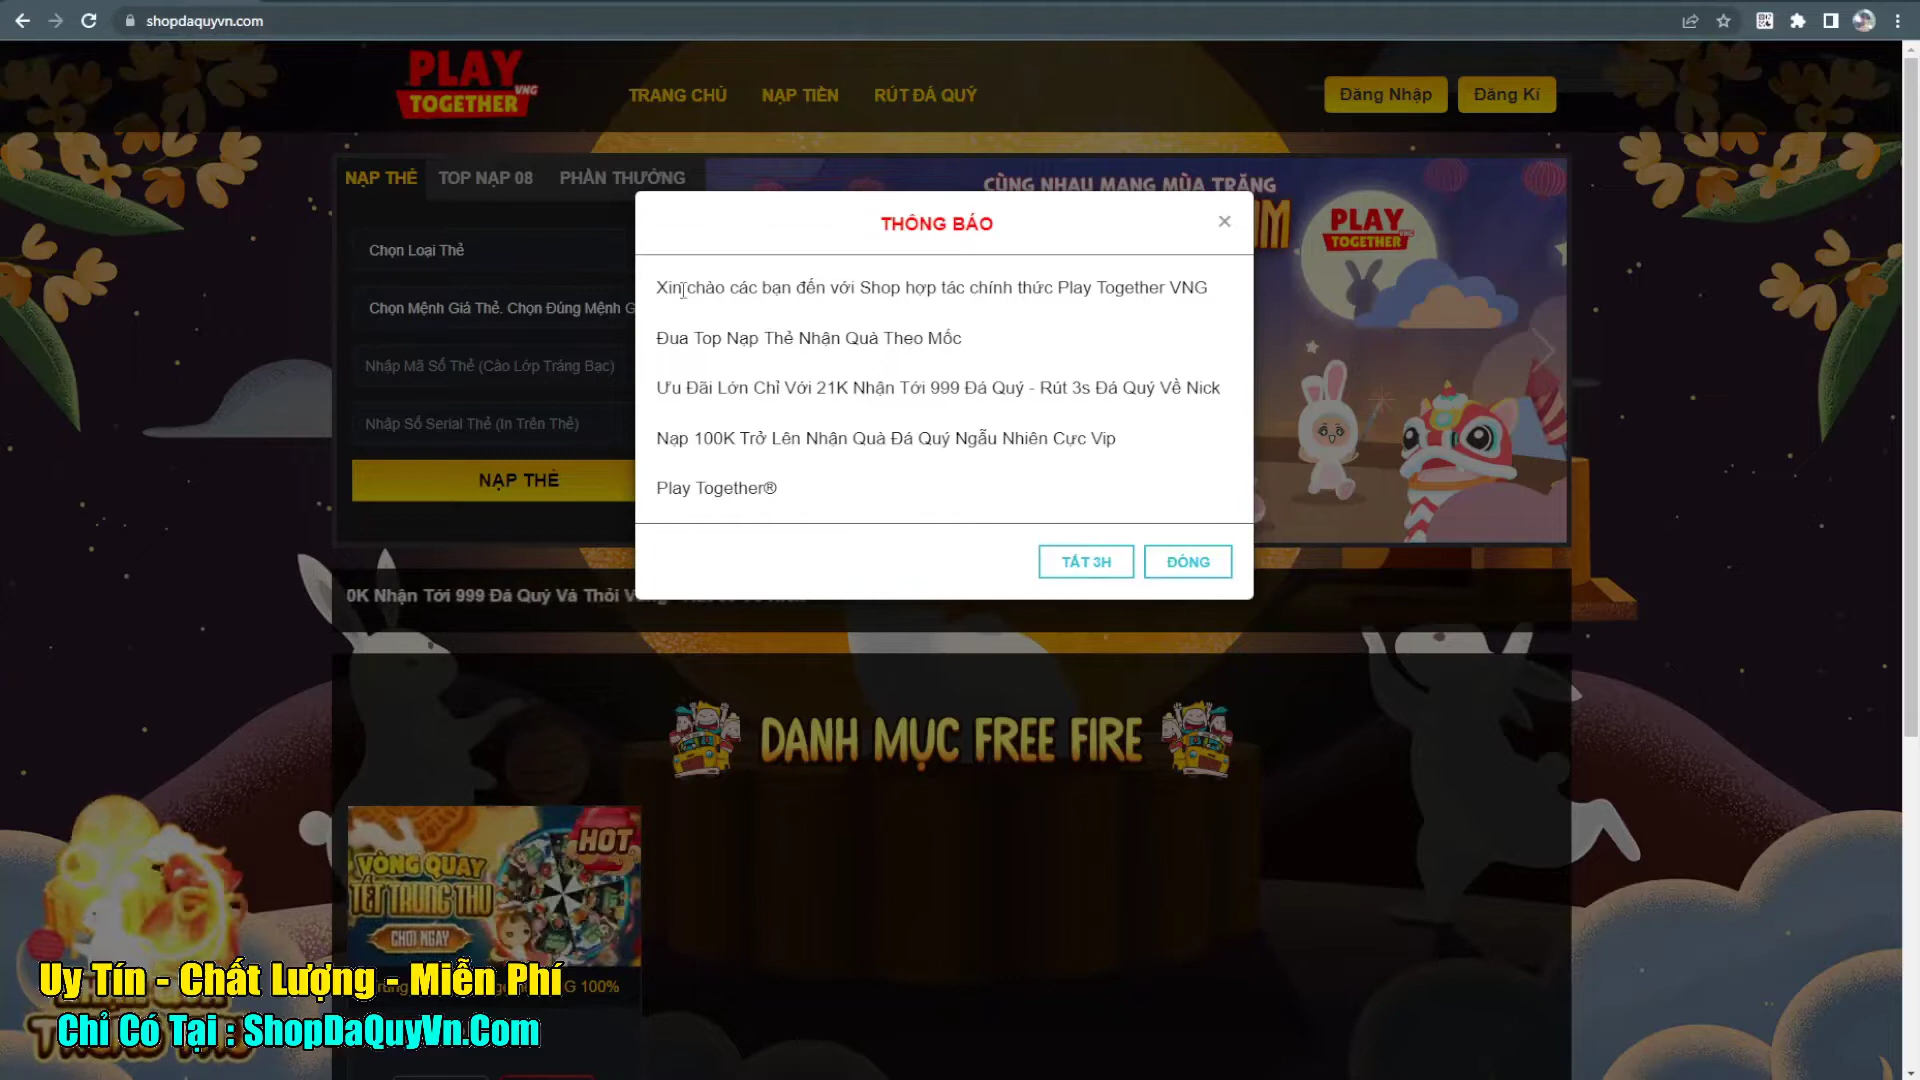 shopdaquyvn.com
PLAY TOGETHER VNG
TRANG CHỦ
NẠP TIỀN
RÚT ĐÁ QUÝ
Đăng Nhập
Đăng Kí
NẠP THẺ
TOP NẠP 08
PHẦN THƯỞNG
CÙNG NHAU MANG MÙA TRĂNG
PLAY TOGETHER VNG
THÔNG BÁO
×
Chọn Loại Thẻ
Chọn Mệnh Giá Thẻ. Chọn Đúng Mệnh G
Nhập Mã Số Thẻ (Cào Lớp Tráng Bạc)
Nhập Số Serial Thẻ (In Trên Thẻ)
NẠP THẺ
Xin chào các bạn đến với Shop hợp tác chính thức Play Together VNG
Đua Top Nạp Thẻ Nhận Quà Theo Mốc
Ưu Đãi Lớn Chỉ Với 21K Nhận Tới 999 Đá Quý - Rút 3s Đá Quý Về Nick
Nạp 100K Trở Lên Nhận Quà Đá Quý Ngẫu Nhiên Cực Vip
Play Together®
TẮT 3H
ĐÓNG
0K Nhận Tới 999 Đá Quý Và Thỏi
DANH MỤC FREE FIRE
HOT
VÒNG QUAY
TẾT TRUNG THU
CHƠI NGAY
G 100%
Uy Tín - Chất Lượng - Miễn Phí
Chỉ Có Tại : ShopDaQuyVn.Com